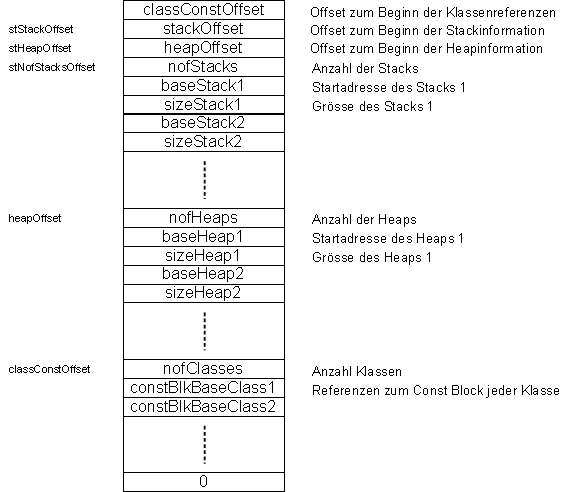 classConstOffset Offset zum Beginn der Klassenreferenzen
stStackOffset stackOffset Offset zum Beginn der Stackinformation
stHeapOffset heapOffset Offset zum Beginn der Heapinformation
stNofStacksOffset nofStacks Anzahl der Stacks
baseStack1 Startadresse des Stacks 1
sizeStack1 Grösse des Stacks 1
baseStack2
sizeStack2
heapOffset nofHeaps Anzahl der Heaps
baseHeap1 Startadresse des Heaps 1
sizeHeap1 Grösse des Heaps 1
baseHeap2
sizeHeap2
classConstOffset nofClasses Anzahl Klassen
constBlkBaseClass1 Referenzen zum Const Block jeder Klasse
constBlkBaseClass2
0